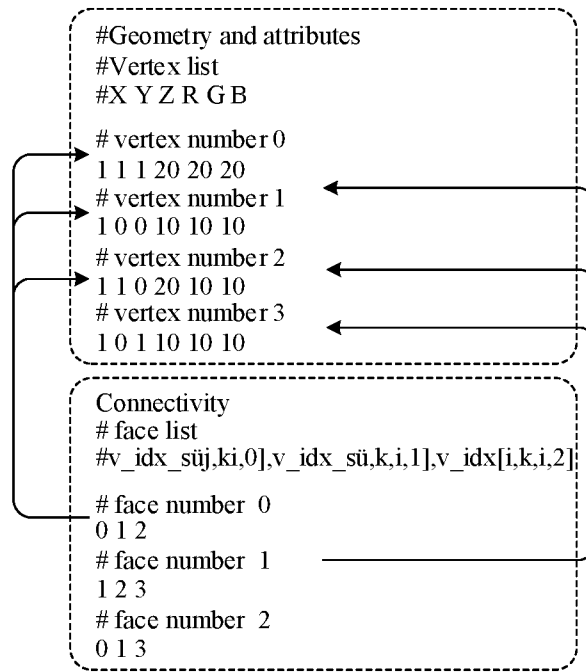 #Geometry and attributes
#Vertex list
#X Y Z R G B
# vertex number 0
1 1 1 20 20 20
# vertex number 1
1 0 0 10 10 10
# vertex number 2
1 1 0 20 10 10
# vertex number 3
1 0 1 10 10 10
Connectivity
# face list
#v_idx_süj,ki,0],v_idx_sü,k,i,1],v_idx[i,k,i,2]
# face number 0
0 1 2
# face number 1
1 2 3
# face number 2
0 1 3